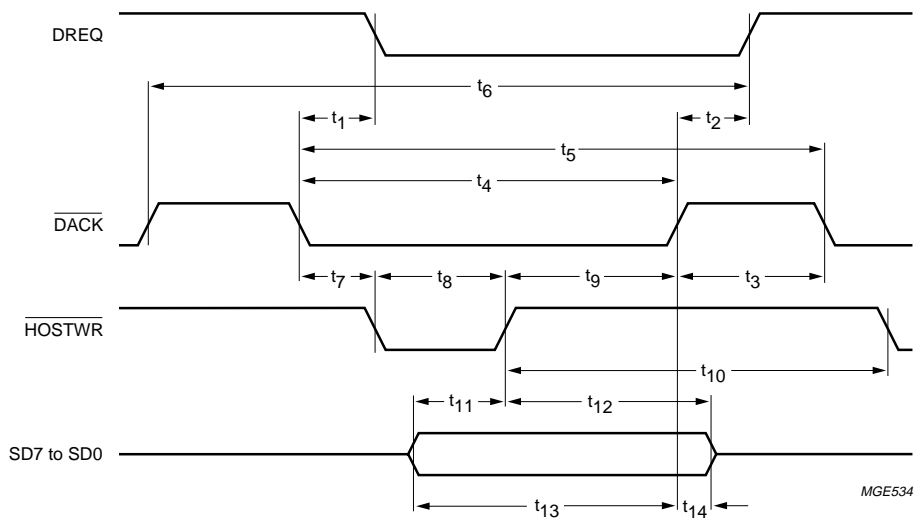 DREQ
t6
t1
t2
t5
t4
DACK
t7
t8
t9
t3
HOSTWR
t10
t11
t12
SD7 to SD0
MGE534
t13
t14